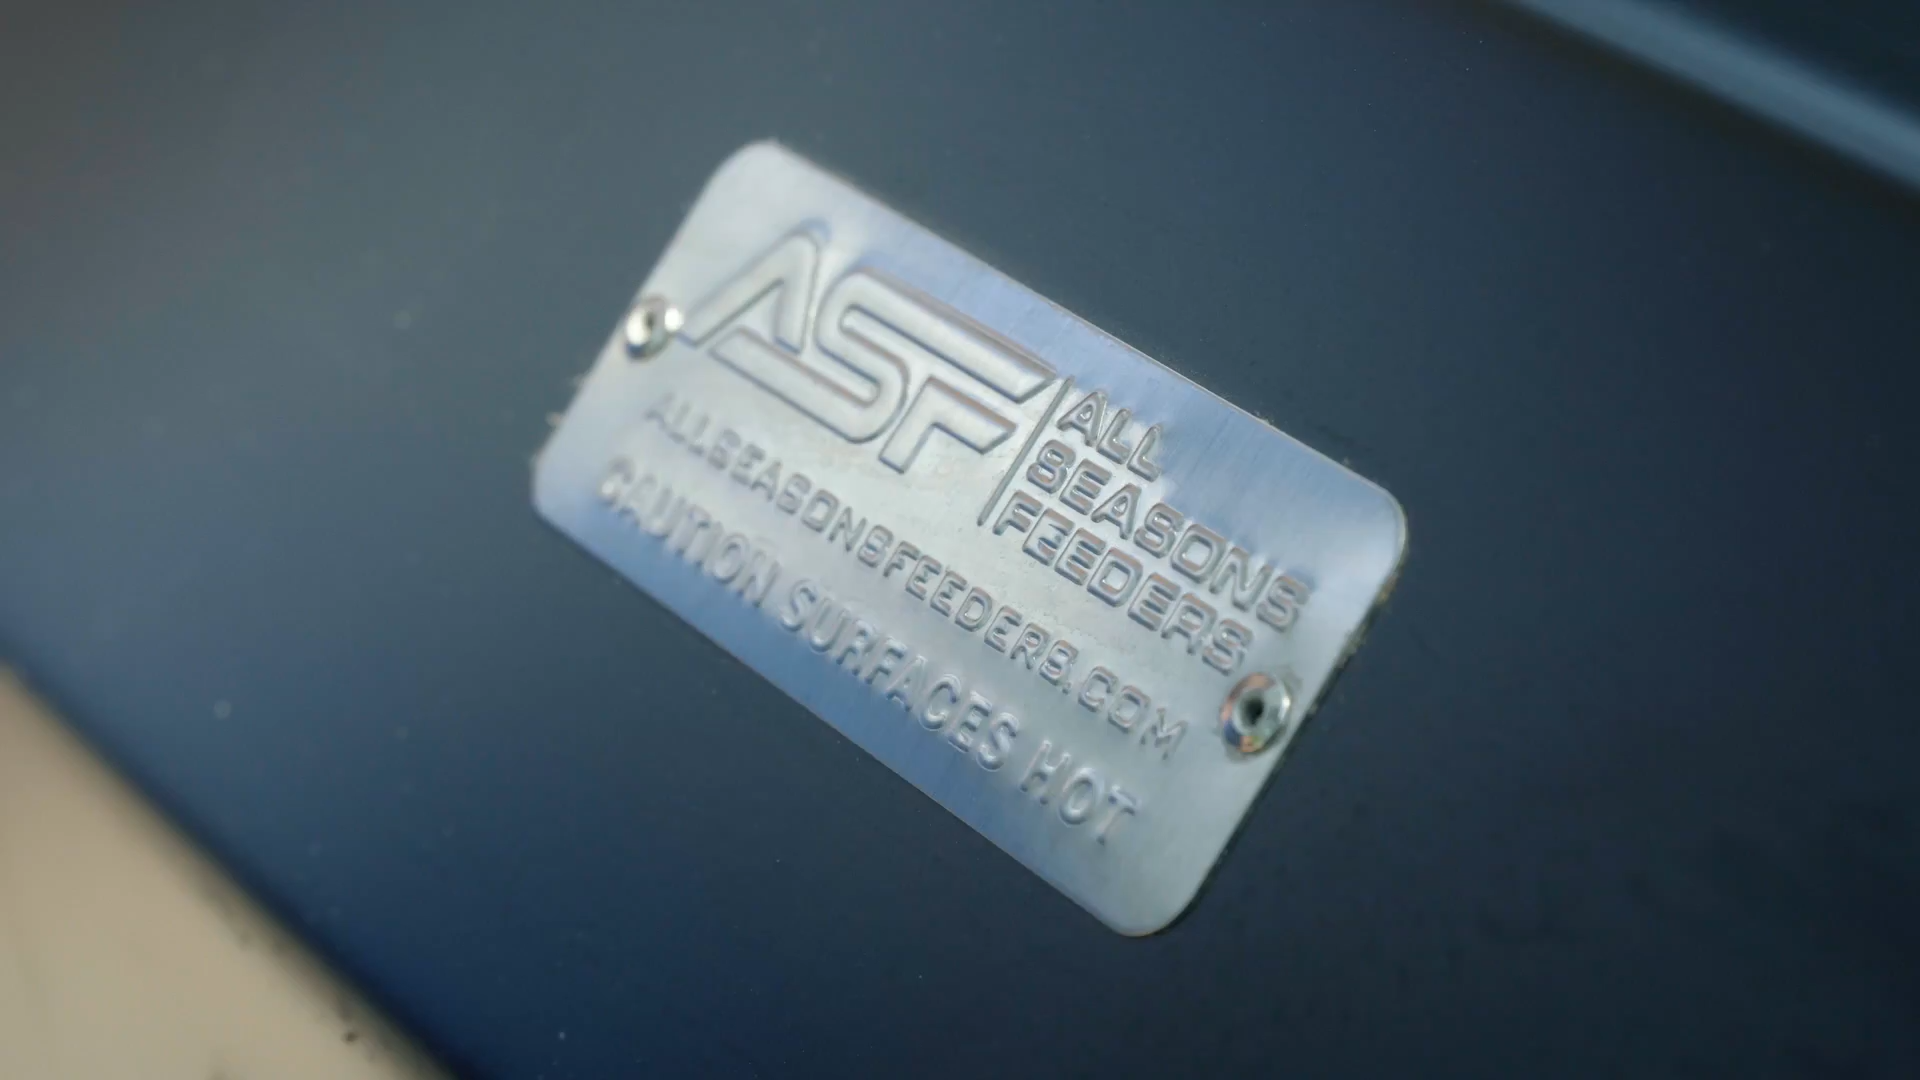 ASF
ALL
SEASONS
FEEDERS
ALLSEASONSFEEDERS.COM
CAUTION SURFACES HOT